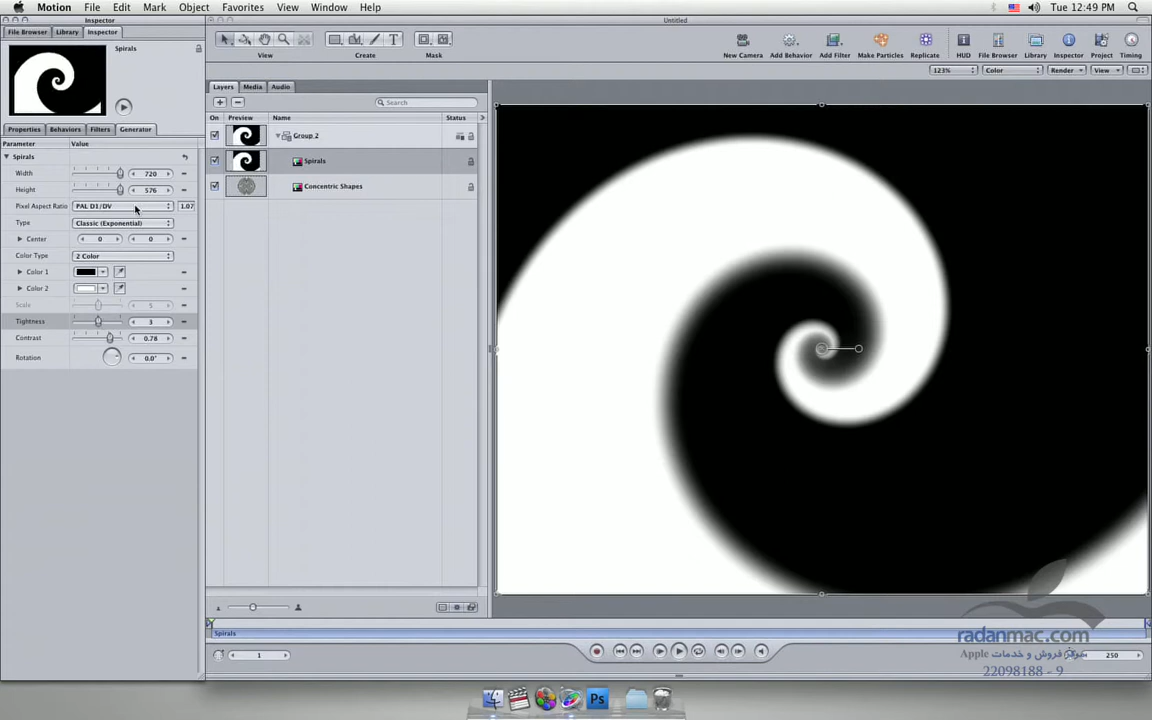 Motion File Edit Mark Object Favorites View Window Help
Tue 12:49 PM
Inspector
Untitled
File Browser Library Inspector
Spirals
View
Create
Mask
New Camera Add Behavior Add Filter Make Particles Replicate HUD File Browser Library Inspector Project Timing
123% Color Render View
Layers Media Audio
Search
On Preview Name Status
Group 2
Spirals
Concentric Shapes
Properties Behaviors Filters Generator
Parameter Value
Spirals
Width 720
Height 576
Pixel Aspect Ratio PAL D1/DV 1.07
Type Classic (Exponential)
Center 0 0
Color Type 2 Color
Color 1
Color 2
Scale 5
Tightness 3
Contrast 0.78
Rotation 0.0°
Spirals
1
250
radanmac.com
مرکز فروش و خدمات Apple
22098188 - 9
Ps